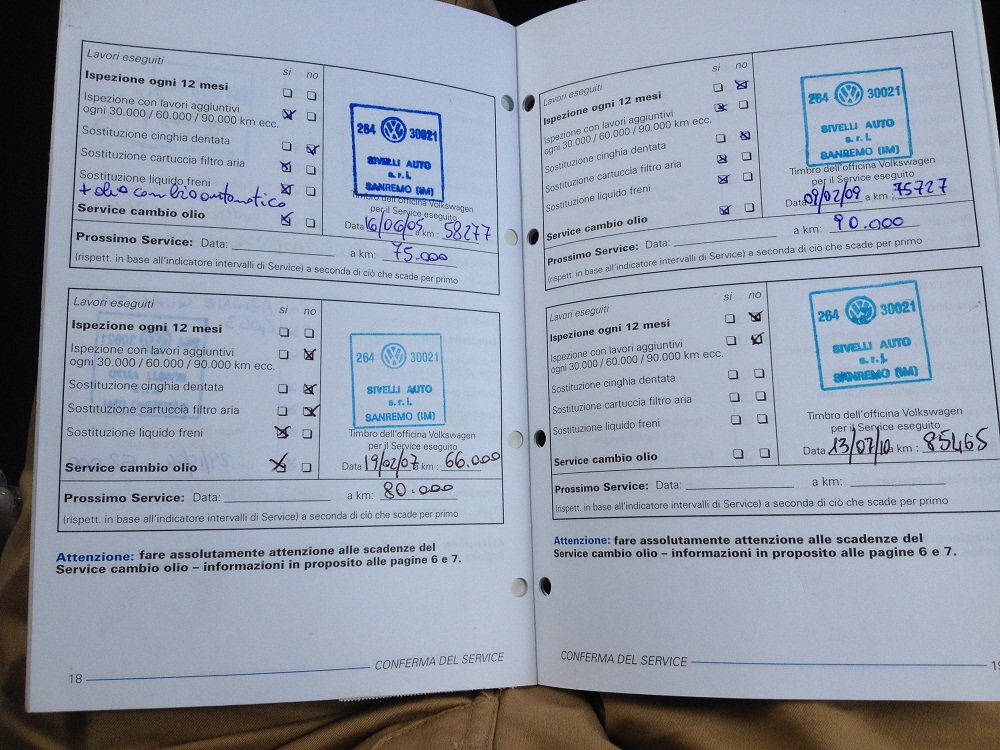 Lavori eseguiti
si no
Ispezione ogni 12 mesi
Ispezione con lavori aggiuntivi
ogni 30.000 / 60.000 / 90.000 km ecc.
Sostituzione cinghia dentata
Sostituzione cartuccia filtro aria
Sostituzione liquido freni
+ olio cambio automatico
Service cambio olio
264 30021
SIVELLI AUTO
s.r.l.
SANREMO (IM)
Timbro dell'officina Volkswagen
per il Service eseguito
Data 16/06/05 a km: 58277
Prossimo Service: Data: a km: 75.000
(rispett. in base all'indicatore intervalli di Service) a seconda di ciò che scade per primo
Lavori eseguiti
si no
Ispezione ogni 12 mesi
Ispezione con lavori aggiuntivi
ogni 30.000 / 60.000 / 90.000 km ecc.
Sostituzione cinghia dentata
Sostituzione cartuccia filtro aria
Sostituzione liquido freni
Service cambio olio
264 30021
SIVELLI AUTO
s.r.l.
SANREMO (IM)
Timbro dell'officina Volkswagen
per il Service eseguito
Data 19/02/07 a km: 66.000
Prossimo Service: Data: a km: 80.000
(rispett. in base all'indicatore intervalli di Service) a seconda di ciò che scade per primo
Attenzione: fare assolutamente attenzione alle scadenze del
Service cambio olio – informazioni in proposito alle pagine 6 e 7.
18 CONFERMA DEL SERVICE
Lavori eseguiti
si no
Ispezione ogni 12 mesi
Ispezione con lavori aggiuntivi
ogni 30.000 / 60.000 / 90.000 km ecc.
Sostituzione cinghia dentata
Sostituzione cartuccia filtro aria
Sostituzione liquido freni
Service cambio olio
264 30021
SIVELLI AUTO
s.r.l.
SANREMO (IM)
Timbro dell'officina Volkswagen
per il Service eseguito
Data 09/02/09 a km: 75727
Prossimo Service: Data: a km: 90.000
(rispett. in base all'indicatore intervalli di Service) a seconda di ciò che scade per primo
Lavori eseguiti
si no
Ispezione ogni 12 mesi
Ispezione con lavori aggiuntivi
ogni 30.000 / 60.000 / 90.000 km ecc.
Sostituzione cinghia dentata
Sostituzione cartuccia filtro aria
Sostituzione liquido freni
Service cambio olio
264 30021
SIVELLI AUTO
s.r.l.
SANREMO (IM)
Timbro dell'officina Volkswagen
per il Service eseguito
Data 13/07/10 a km: 85465
Prossimo Service: Data: a km:
(rispett. in base all'indicatore intervalli di Service) a seconda di ciò che scade per primo
Attenzione: fare assolutamente attenzione alle scadenze del
Service cambio olio – informazioni in proposito alle pagine 6 e 7.
CONFERMA DEL SERVICE